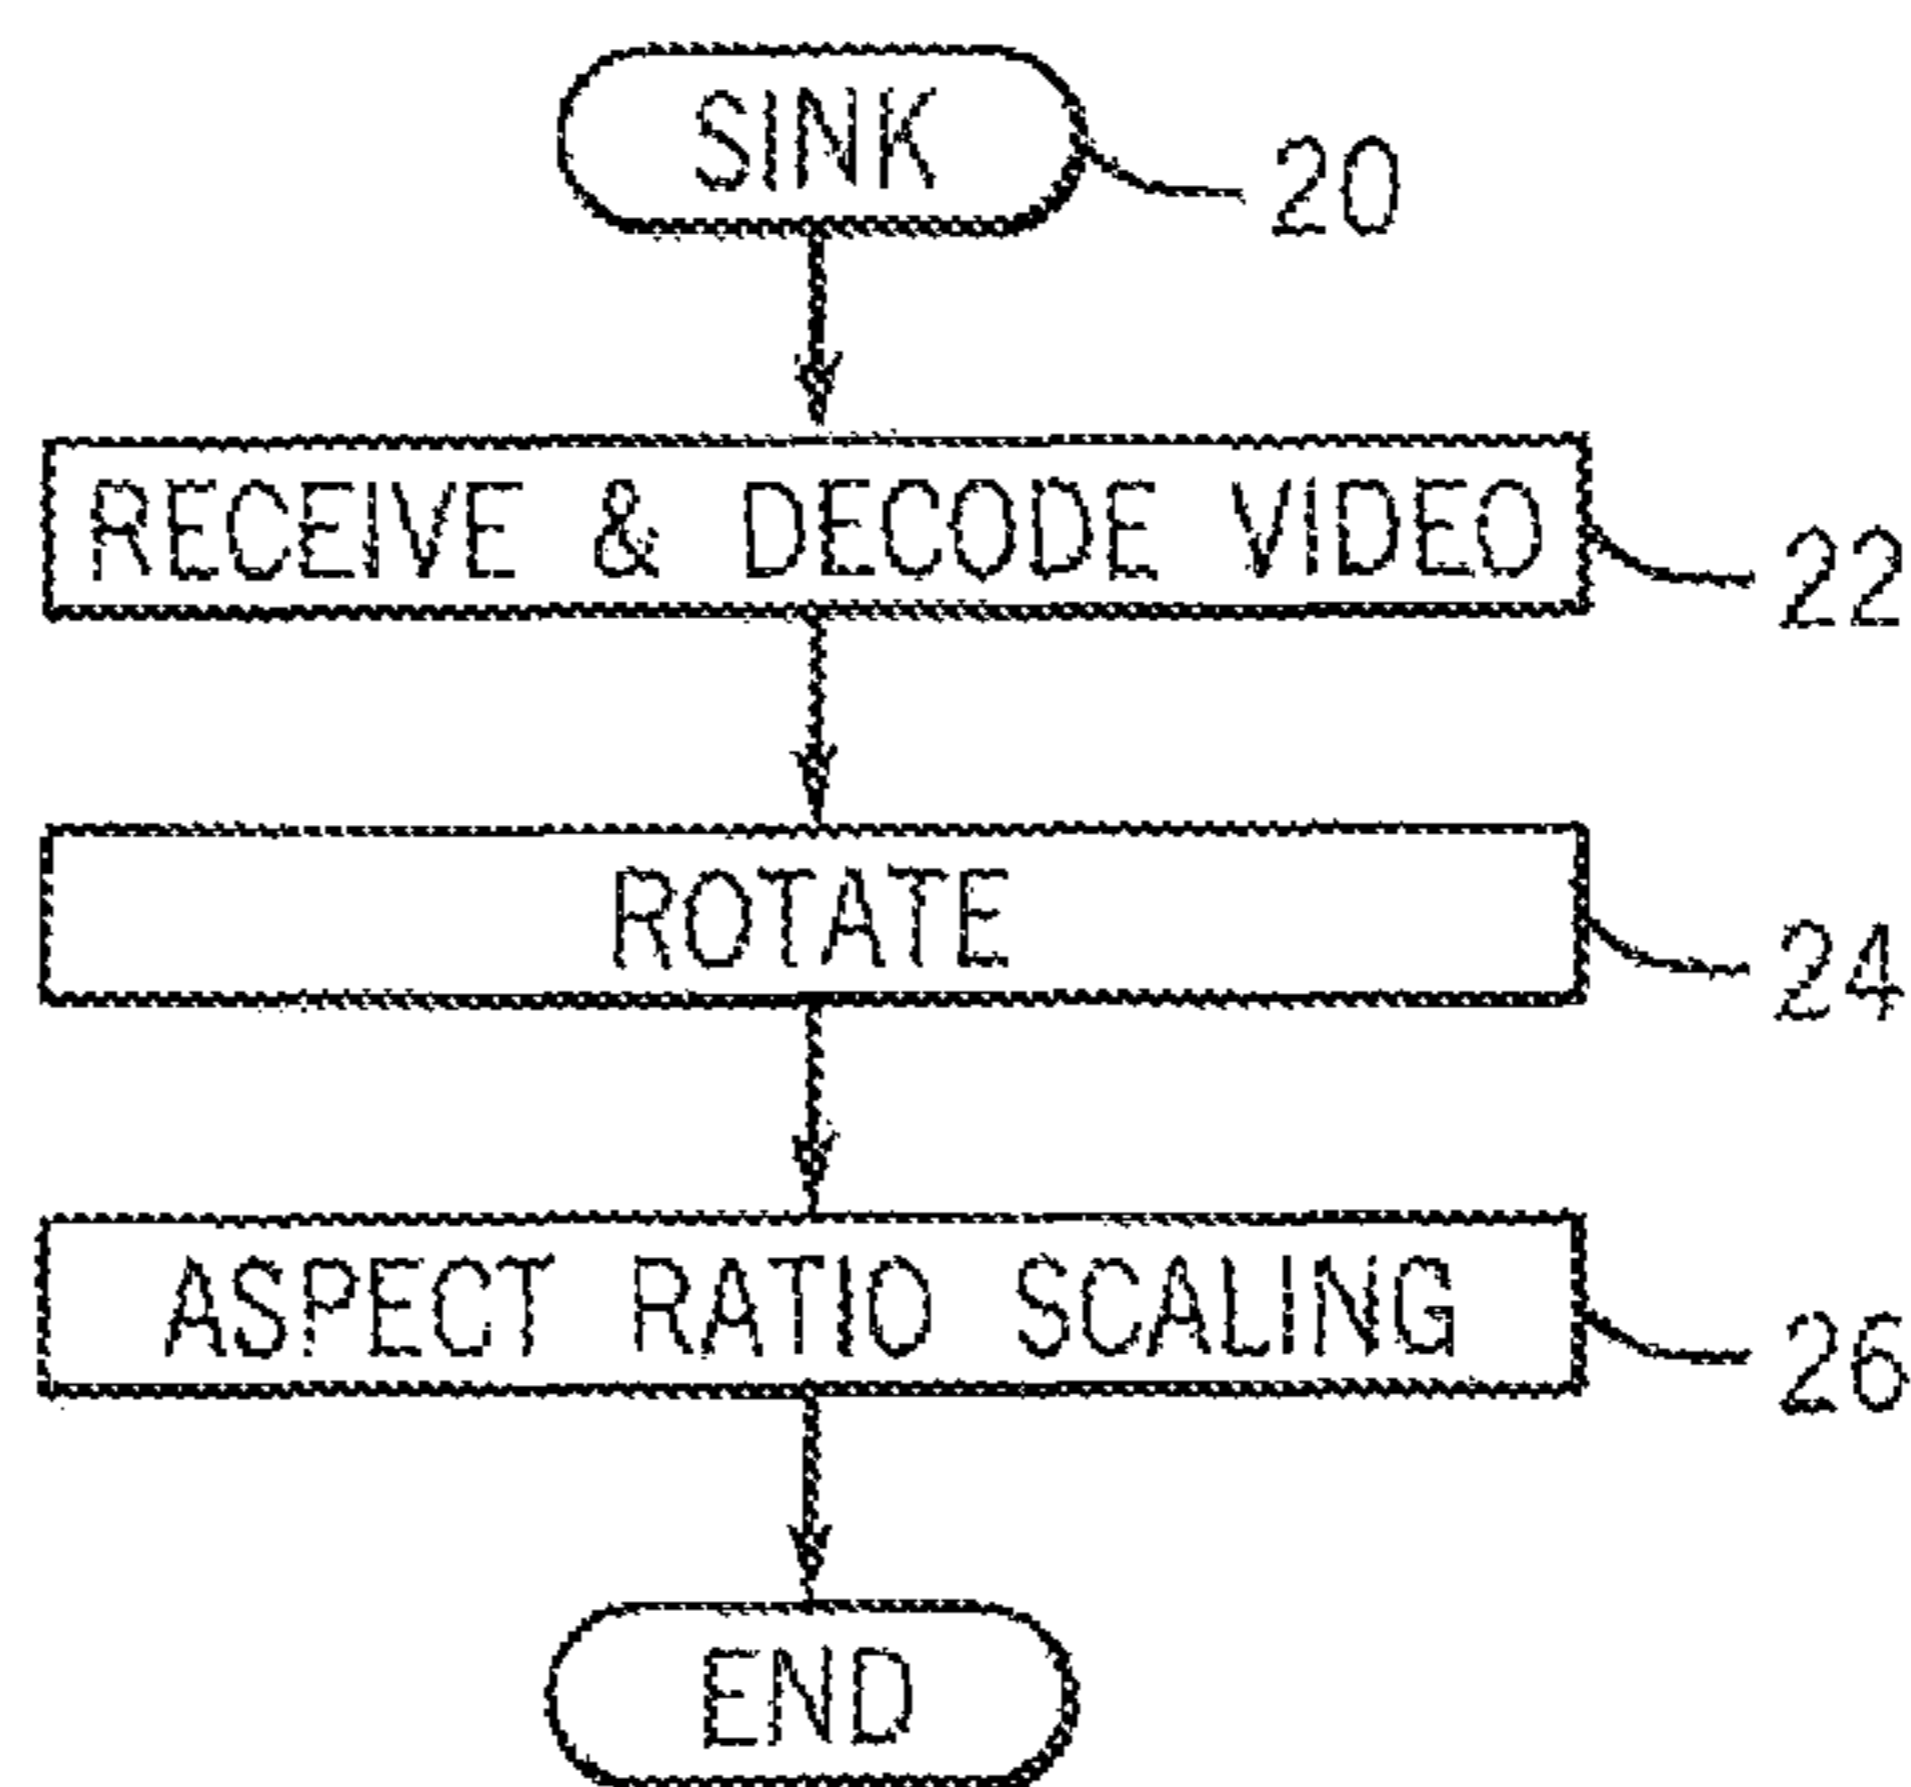 SINK
20
RECEIVE & DECODE VIDEO
22
ROTATE
24
ASPECT RATIO SCALING
26
END